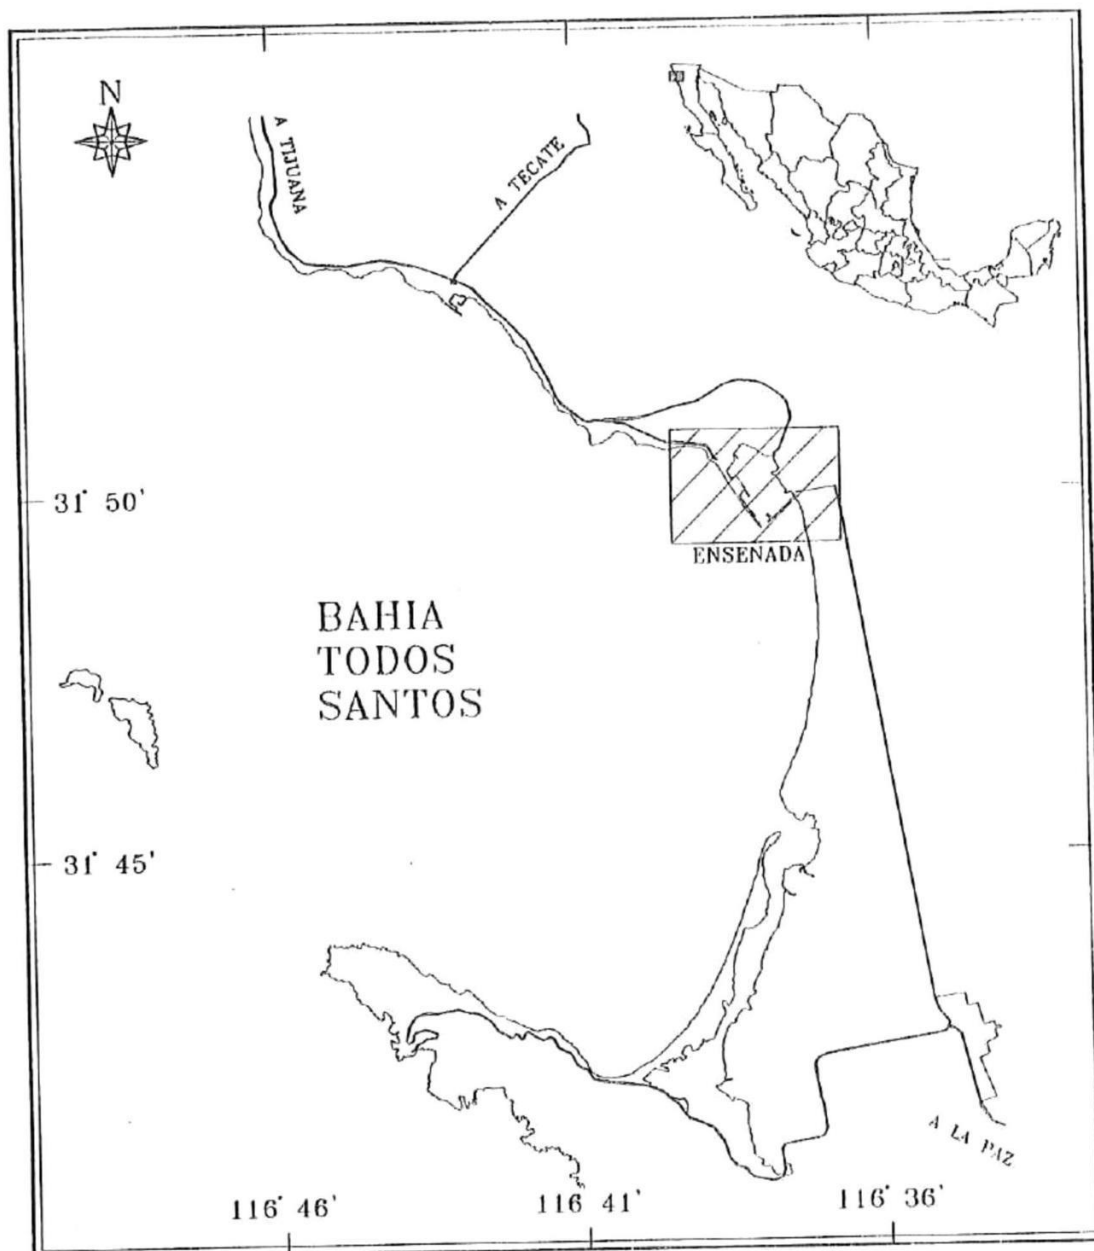 N
A TIJUANA
A TECATE
31° 50'
ENSENADA
BAHIA
TODOS
SANTOS
31° 45'
A LA PAZ
116° 46'
116° 41'
116° 36'